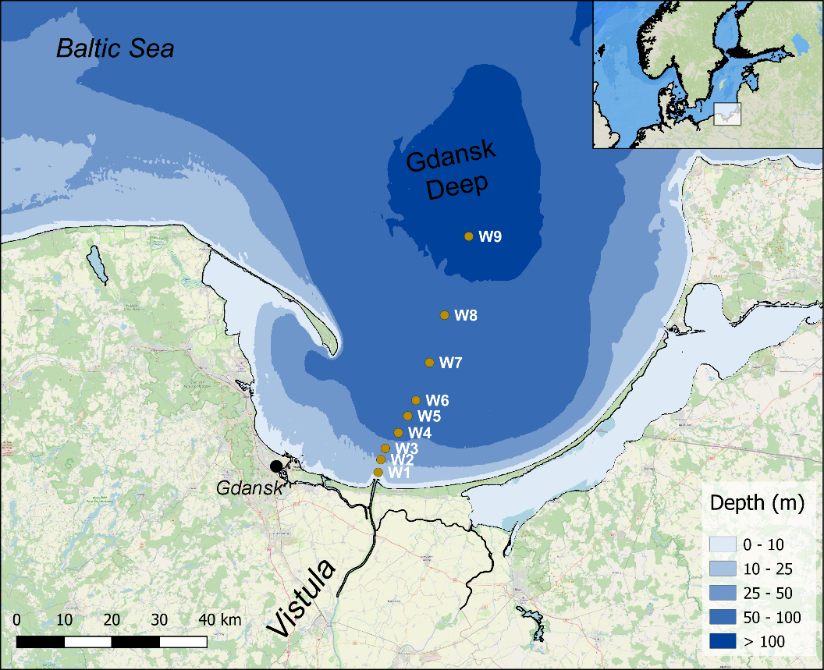 Baltic Sea
Gdansk
Deep
W9
W8
W7
W6
W5
W4
W3
W2
W1
Gdansk
Vistula
Depth (m)
0 - 10
10 - 25
25 - 50
50 - 100
> 100
0 10 20 30 40 km